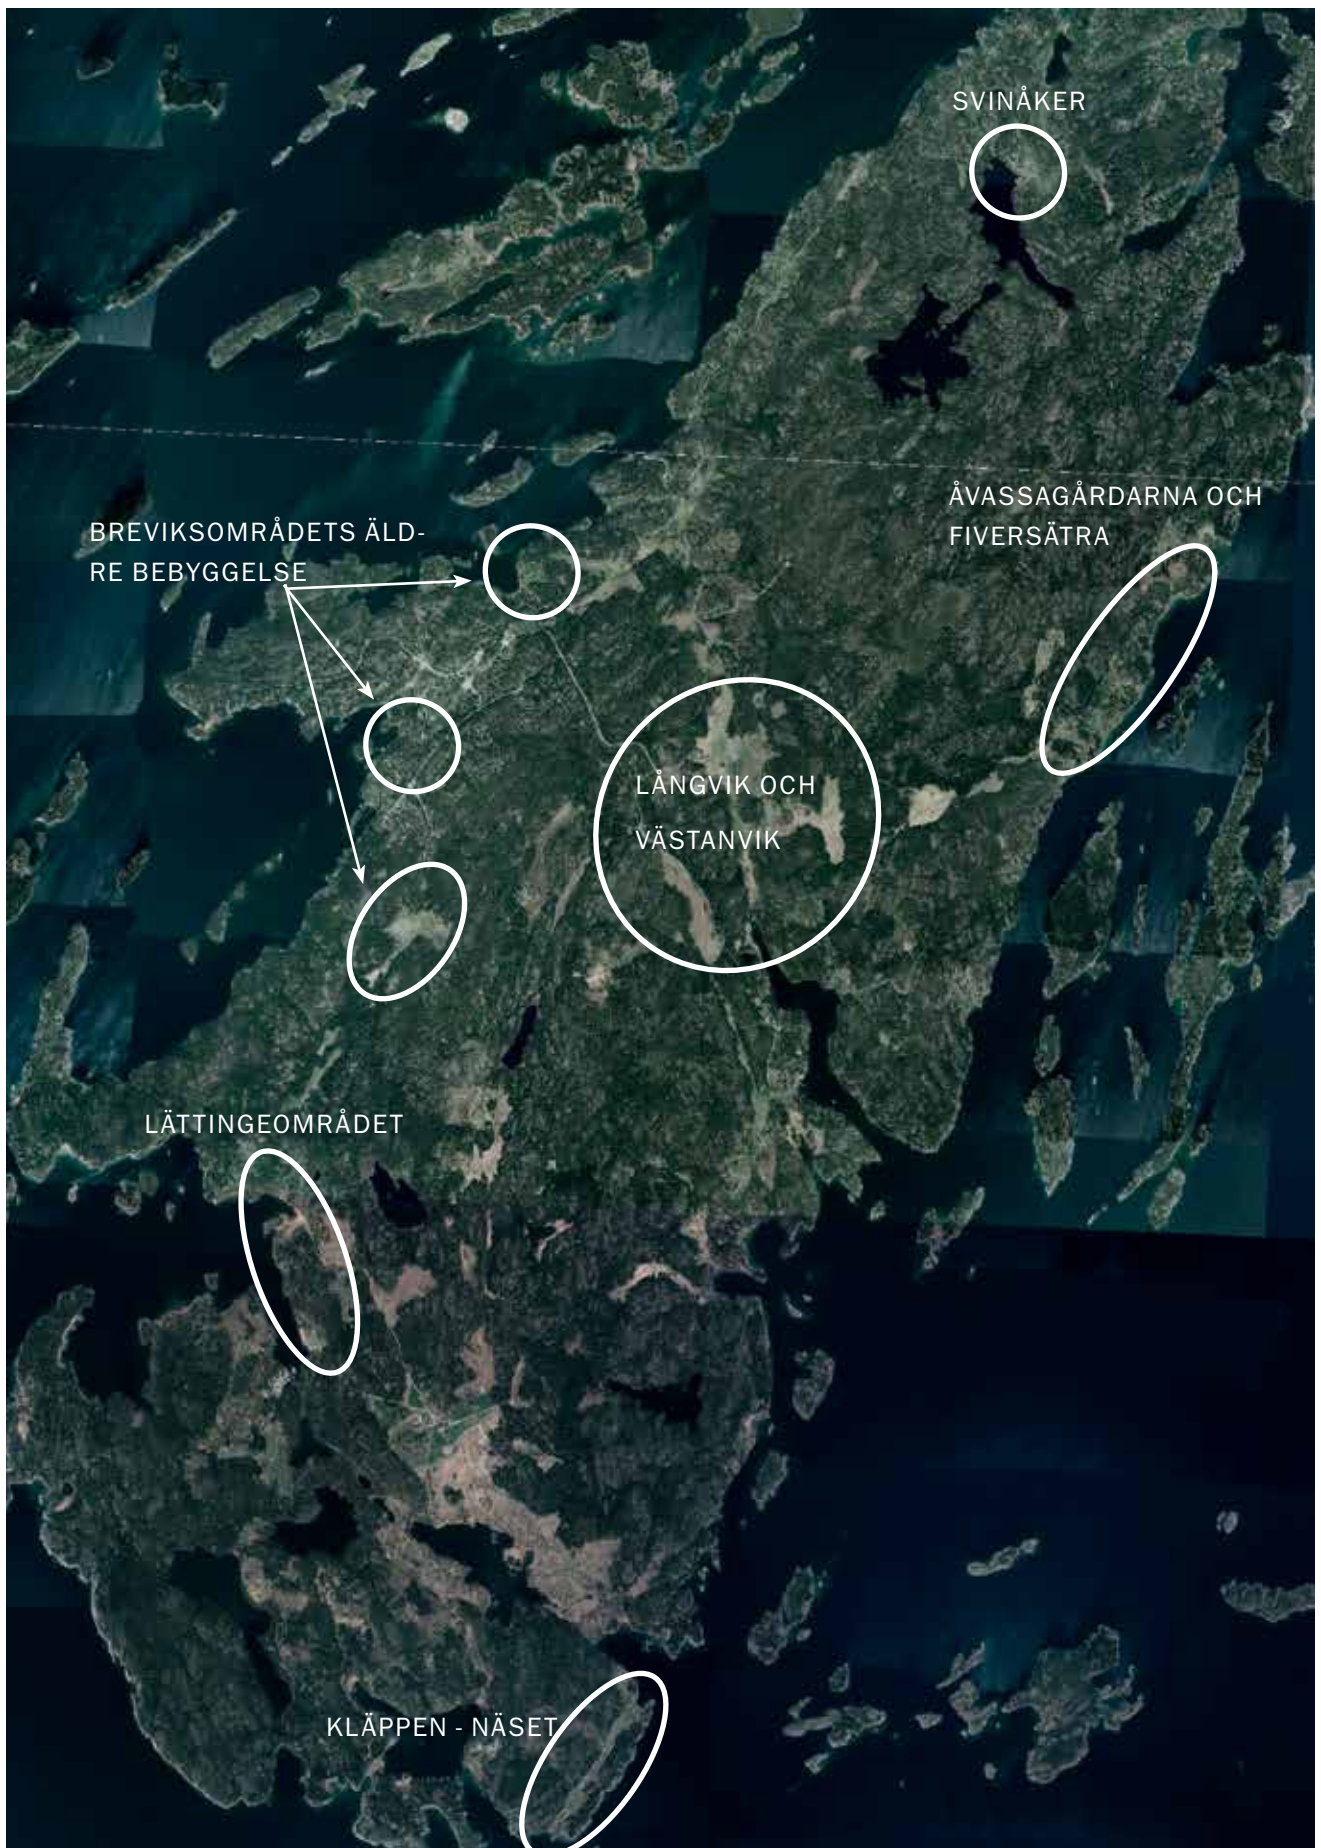 SVINÅKER
ÅVASSAGÅRDARNA OCH
FIVERSÄTRA
BREVIKSOMRÅDETS ÄLD-
RE BEBYGGELSE
LÅNGVIK OCH
VÄSTANVIK
LÄTTINGEOMRÅDET
KLÄPPEN - NÄSET